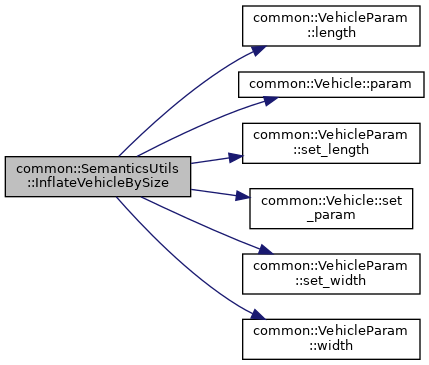 common::SemanticsUtils
::InflateVehicleBySize
common::VehicleParam
::length
common::Vehicle::param
common::VehicleParam
::set_length
common::Vehicle::set
_param
common::VehicleParam
::set_width
common::VehicleParam
::width